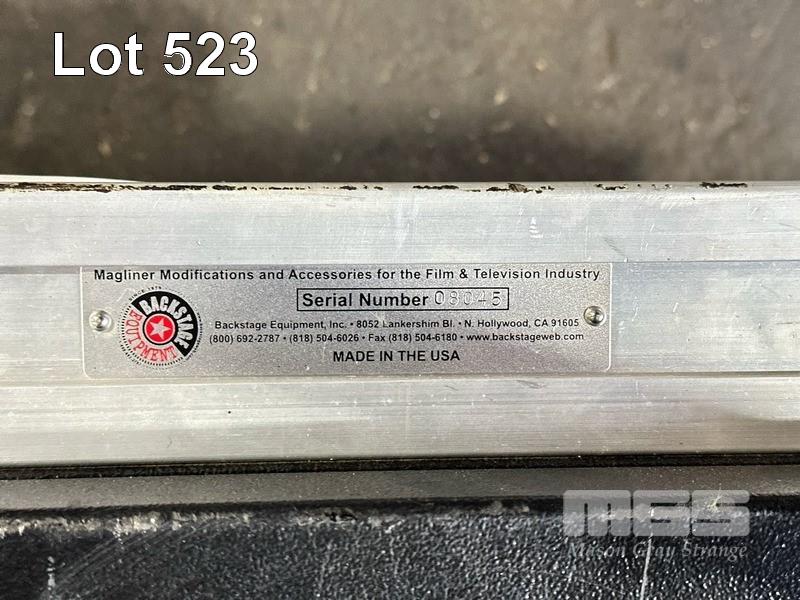 Lot 523
Magliner Modifications and Accessories for the Film & Television Industry
Serial Number 08045
BACKSTAGE
EQUIPMENT
Backstage Equipment, Inc. • 8052 Lankershim Bl. • N. Hollywood, CA 91605
(800) 692-2787 • (818) 504-6026 • Fax (818) 504-6180 • www.backstageweb.com
MADE IN THE USA
MGS
Mason Gray Strange